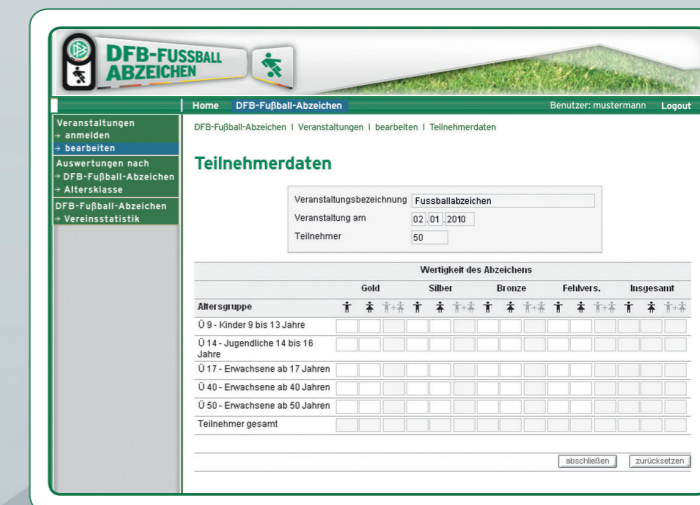 DFB-FUSSBALL
ABZEICHEN
Home DFB-Fußball-Abzeichen Benutzer: mustermann Logout
Veranstaltungen
→ anmelden
→ bearbeiten
Auswertungen nach
→ DFB-Fußball-Abzeichen
→ Altersklasse
DFB-Fußball-Abzeichen
→ Vereinsstatistik
DFB-Fußball-Abzeichen | Veranstaltungen | bearbeiten | Teilnehmerdaten
Teilnehmerdaten
Veranstaltungsbezeichnung Fussballabzeichen
Veranstaltung am 02 .01 .2010
Teilnehmer 50
Wertigkeit des Abzeichens
Gold Silber Bronze Fehlvers. Insgesamt
Altersgruppe
Ü 9 - Kinder 9 bis 13 Jahre
Ü 14 - Jugendliche 14 bis 16
Jahre
Ü 17 - Erwachsene ab 17 Jahren
Ü 40 - Erwachsene ab 40 Jahren
Ü 50 - Erwachsene ab 50 Jahren
Teilnehmer gesamt
abschließen zurücksetzen